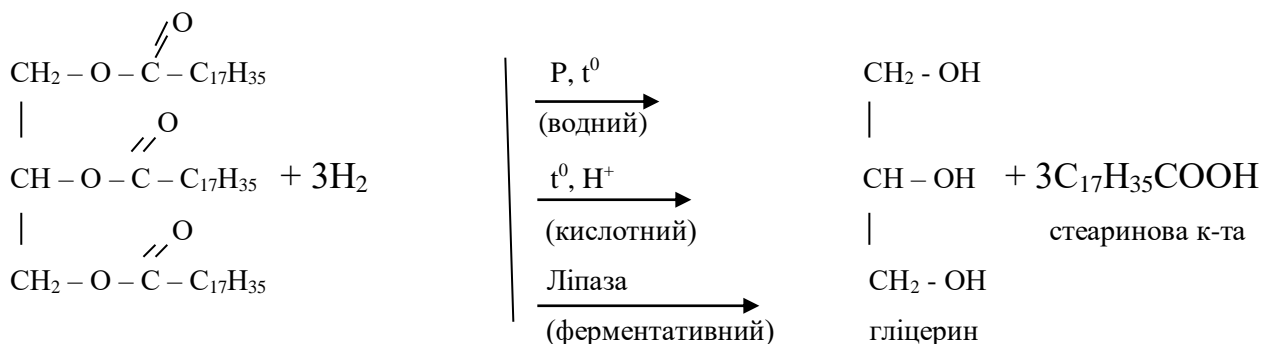 O
CH₂ – O – C – C₁₇H₃₅ P, t⁰ CH₂ - OH
| (водний) |
O
CH – O – C – C₁₇H₃₅ + 3H₂ t⁰, H⁺ CH – OH + 3C₁₇H₃₅COOH
| O (кислотний) | стеаринова к-та
CH₂ – O – C – C₁₇H₃₅ Ліпаза CH₂ - OH
(ферментативний) гліцерин